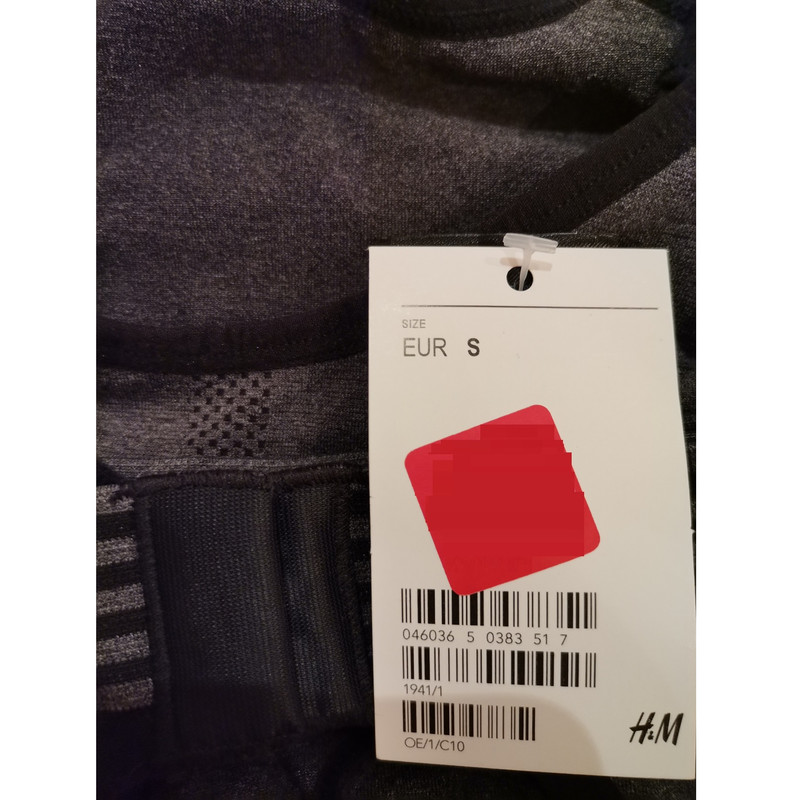 SIZE
EUR S
046036 5 0383 51 7
1941/1
OE/1/C10
H&M